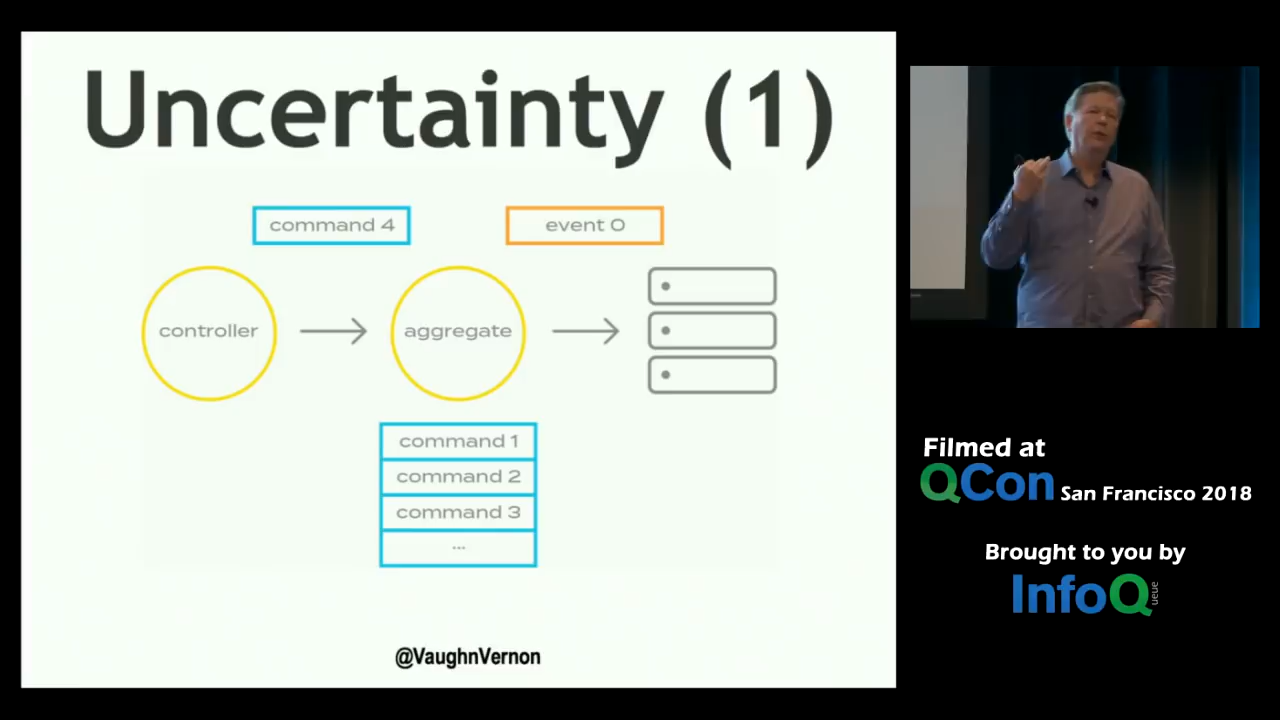 Uncertainty (1)
command 4
event 0
controller
aggregate
command 1
command 2
command 3
...
@VaughnVernon
Filmed at
QCon San Francisco 2018
Brought to you by
InfoQueue